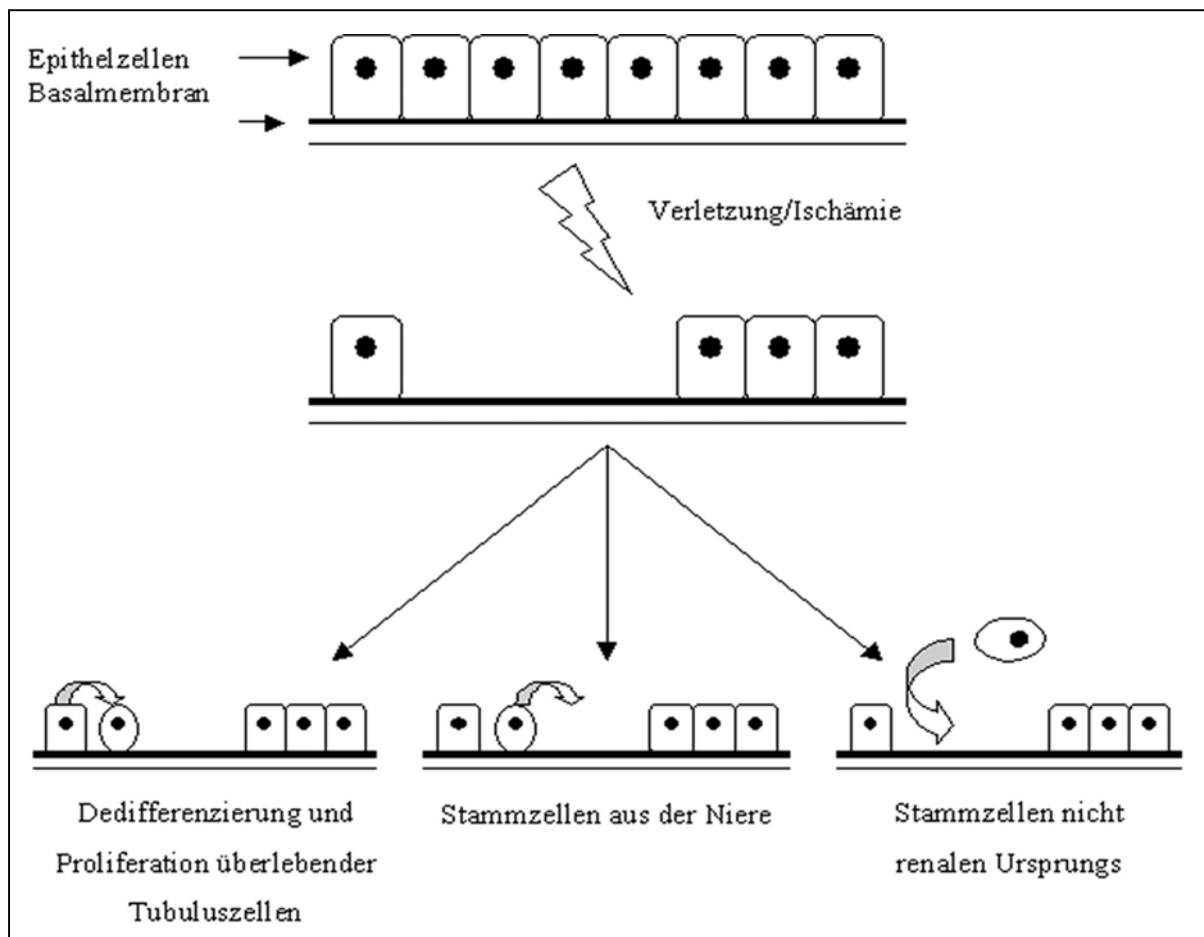 Epithelzellen
Basalmembran
Verletzung/Ischämie
Dedifferenzierung und
Proliferation überlebender
Tubuluszellen
Stammzellen aus der Niere
Stammzellen nicht
renalen Ursprungs